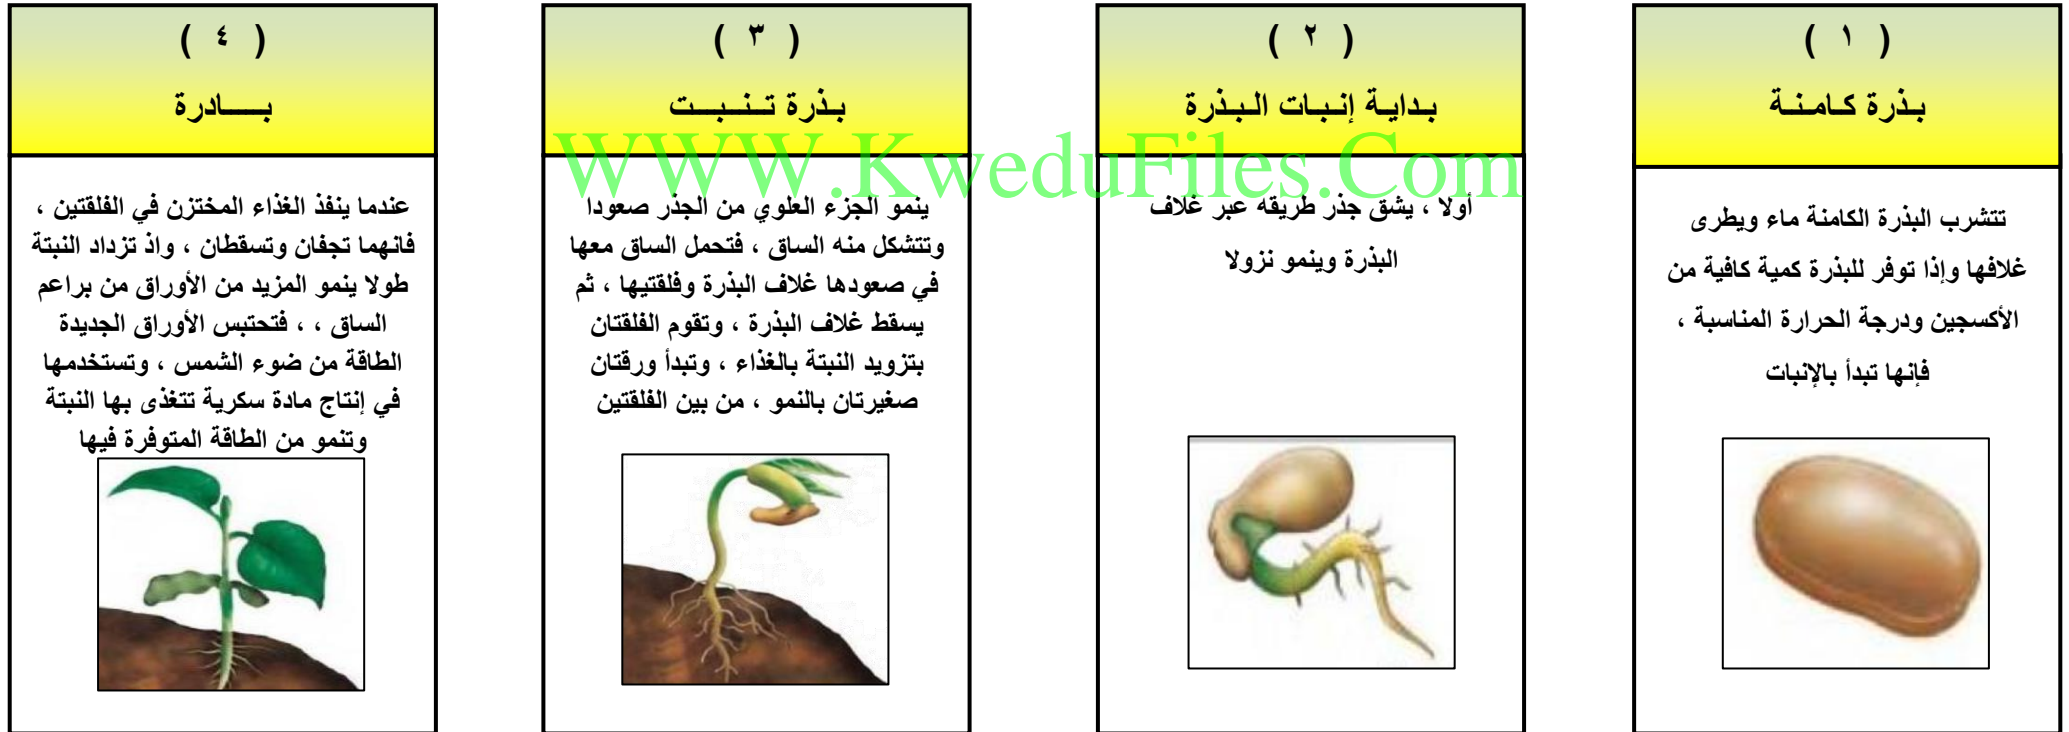 ( ١ )
بذرة كامنة
تتشرب البذرة الكامنة ماء ويطرى
غلافها وإذا توفر للبذرة كمية كافية من
الأكسجين ودرجة الحرارة المناسبة ،
فإنها تبدأ بالإنبات
( ٢ )
بداية إنبات البذرة
أولا ، يشق جذر طريقه عبر غلاف
البذرة وينمو نزولا
( ٣ )
بذرة تنبت
ينمو الجزء العلوي من الجذر صعودا
وتتشكل منه الساق ، فتحمل الساق معها
في صعودها غلاف البذرة وفلقتيها ، ثم
يسقط غلاف البذرة ، وتقوم الفلقتان
بتزويد النبتة بالغذاء ، وتبدأ ورقتان
صغيرتان بالنمو ، من بين الفلقتين
( ٤ )
بادرة
عندما ينفذ الغذاء المختزن في الفلقتين ،
فانهما تجفان وتسقطان ، واذ تزداد النبتة
طولا ينمو المزيد من الأوراق من براعم
الساق ، ، فتحتبس الأوراق الجديدة
الطاقة من ضوء الشمس ، وتستخدمها
في إنتاج مادة سكرية تتغذى بها النبتة
وتنمو من الطاقة المتوفرة فيها
WWW.KweduFiles.Com